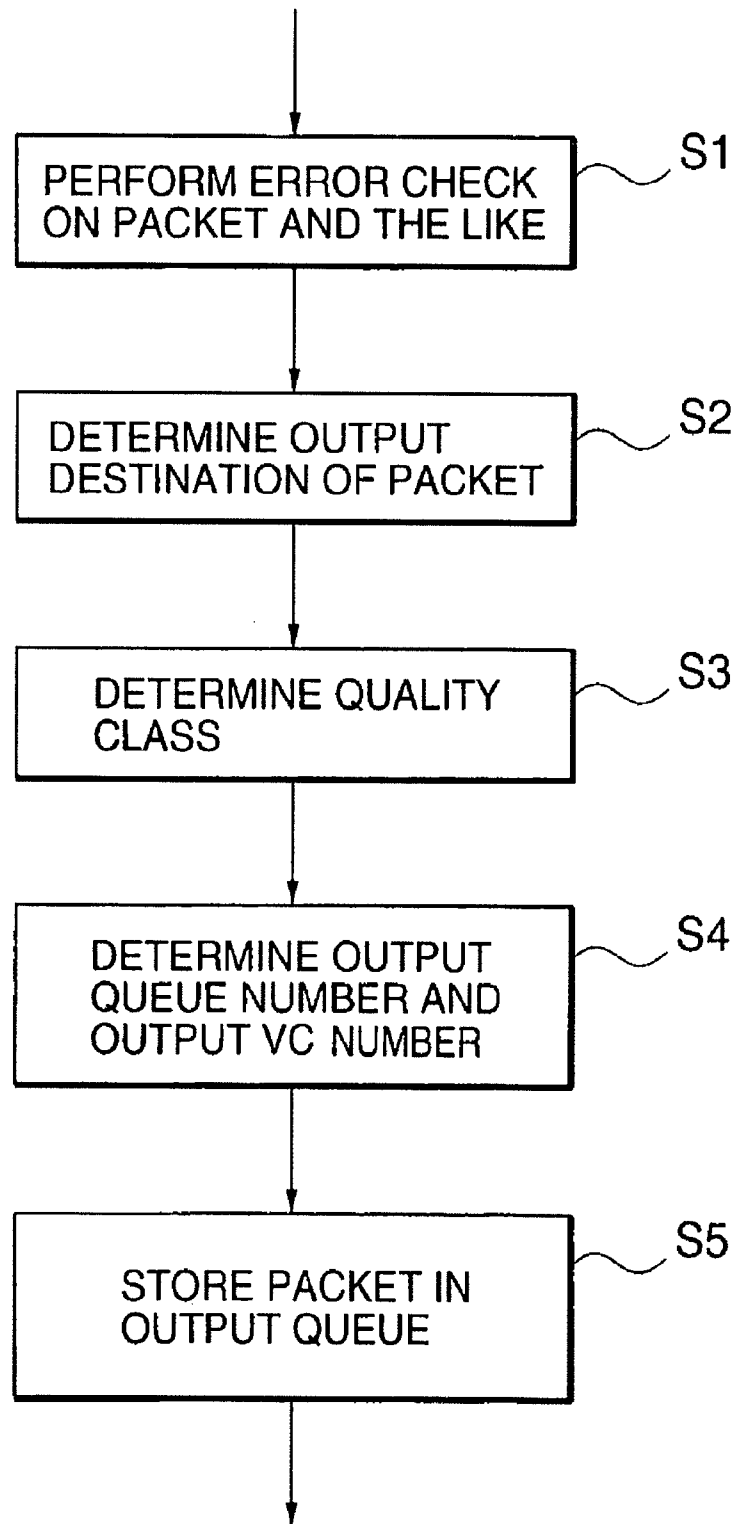 S1
PERFORM ERROR CHECK
ON PACKET AND THE LIKE
S2
DETERMINE OUTPUT
DESTINATION OF PACKET
S3
DETERMINE QUALITY
CLASS
S4
DETERMINE OUTPUT
QUEUE NUMBER AND
OUTPUT VC NUMBER
S5
STORE PACKET IN
OUTPUT QUEUE